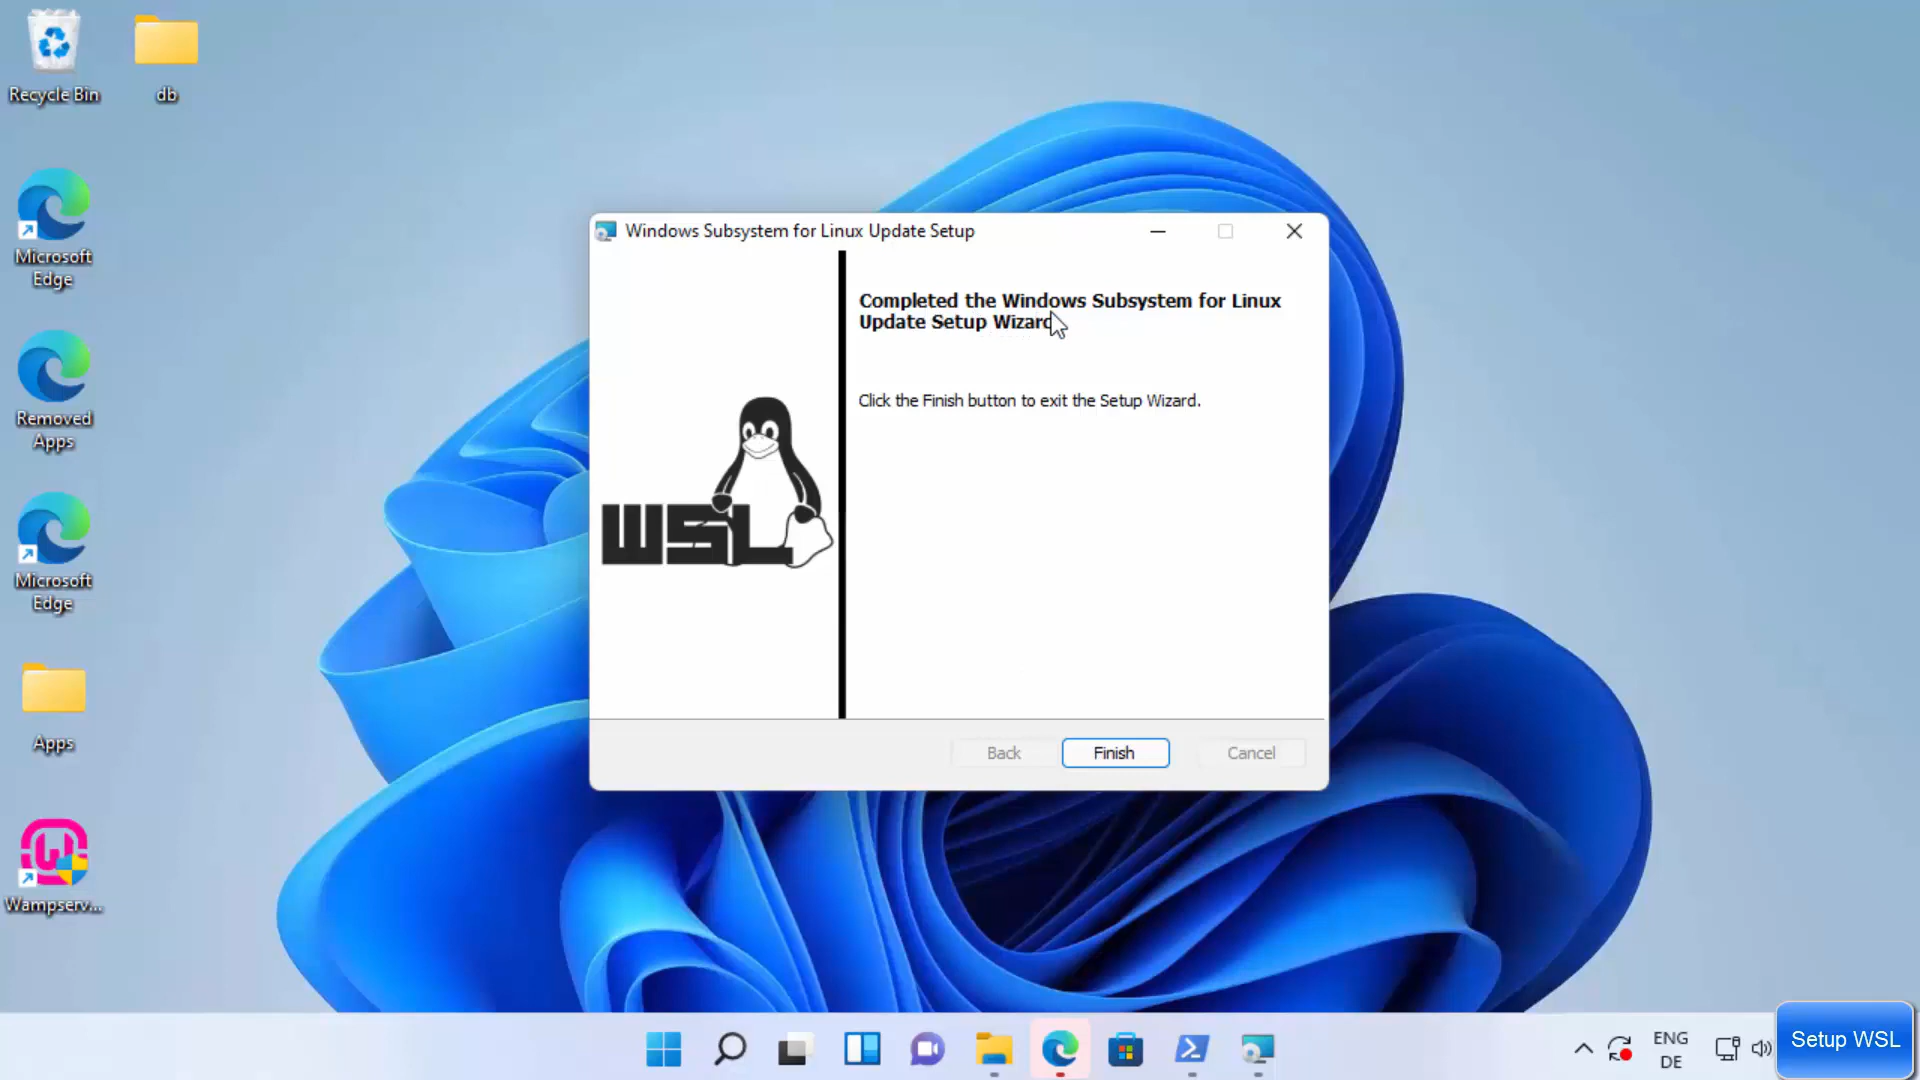 Recycle Bin
db
Microsoft
Edge
Removed
Apps
Microsoft
Edge
Apps
Wampserv...
Windows Subsystem for Linux Update Setup
Completed the Windows Subsystem for Linux
Update Setup Wizard
Click the Finish button to exit the Setup Wizard.
WSL
Back
Finish
Cancel
ENG
DE
Setup WSL